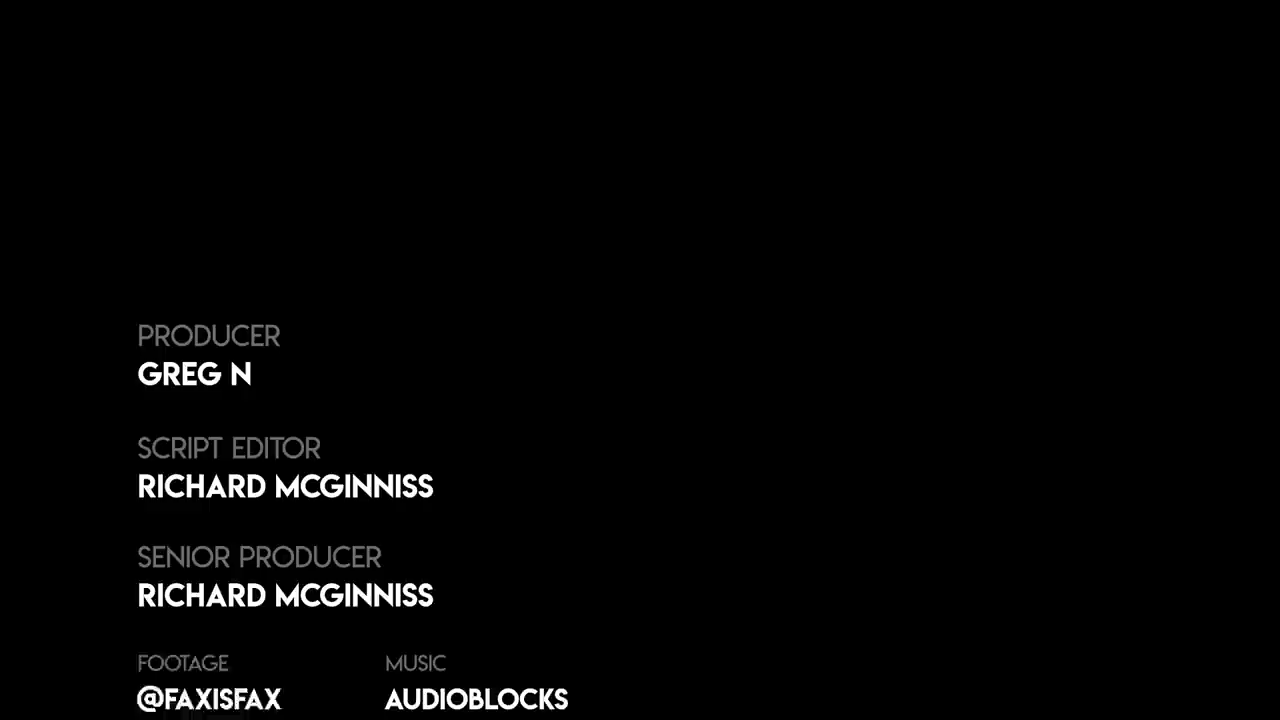 PRODUCER
GREG N
SCRIPT EDITOR
RICHARD MCGINNISS
SENIOR PRODUCER
RICHARD MCGINNISS
FOOTAGE MUSIC
@FAXISFAX AUDIOBLOCKS